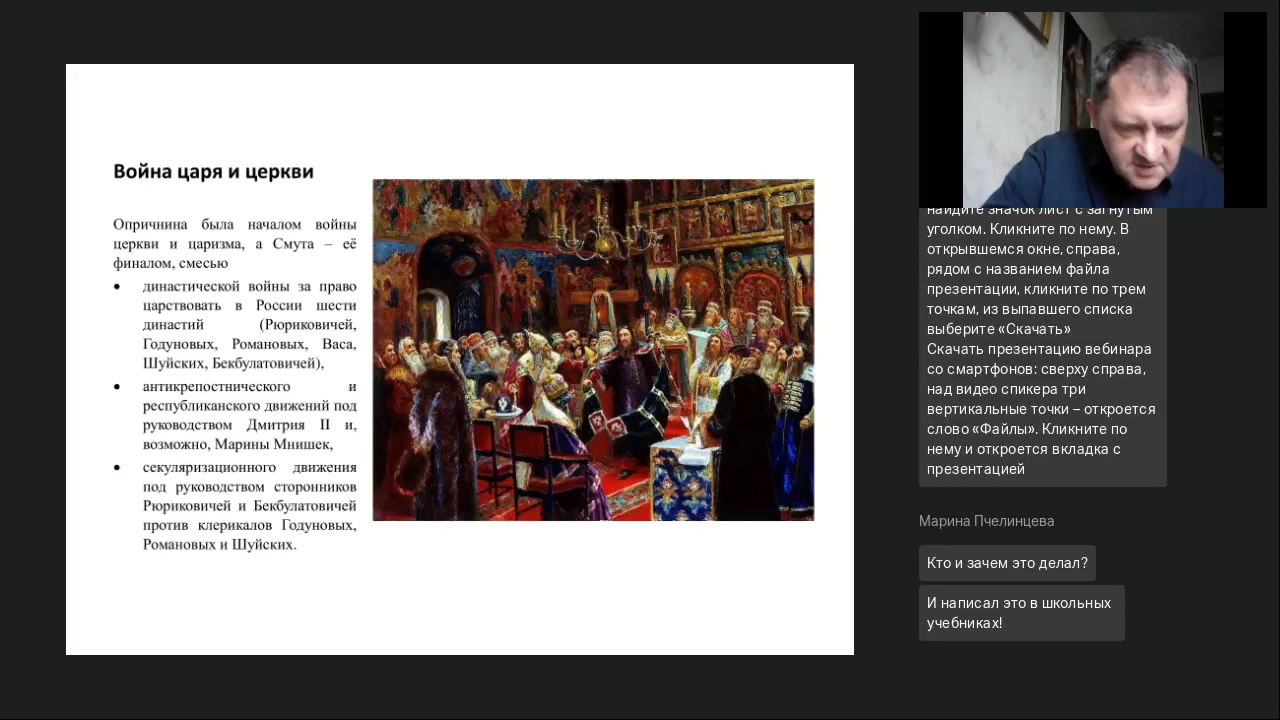 Война царя и церкви
Опричнина была началом войны
церкви и царизма, а Смута – её
финалом, смесью
• династической войны за право
царствовать в России шести
династий (Рюриковичей,
Годуновых, Романовых, Васа,
Шуйских, Бекбулатовичей),
• антикрепостнического и
республиканского движений под
руководством Дмитрия II и,
возможно, Марины Мнишек,
• секуляризационного движения
под руководством сторонников
Рюриковичей и Бекбулатовичей
против клерикалов Годуновых,
Романовых и Шуйских.
найдите значок лист с загнутым
уголком. Кликните по нему. В
открывшемся окне, справа,
рядом с названием файла
презентации, кликните по трем
точкам, из выпавшего списка
выберите «Скачать»
Скачать презентацию вебинара
со смартфонов: сверху справа,
над видео спикера три
вертикальные точки – откроется
слово «Файлы». Кликните по
нему и откроется вкладка с
презентацией
Марина Пчелинцева
Кто и зачем это делал?
И написал это в школьных
учебниках!